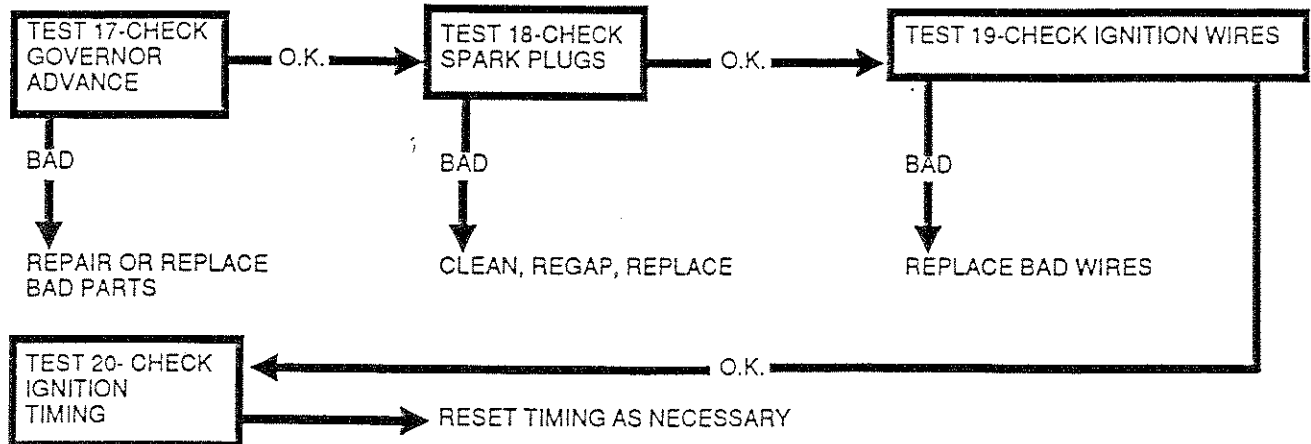 TEST 17-CHECK
GOVERNOR
ADVANCE
O.K.
TEST 18-CHECK
SPARK PLUGS
O.K.
TEST 19-CHECK IGNITION WIRES
BAD
BAD
BAD
REPAIR OR REPLACE
BAD PARTS
CLEAN, REGAP, REPLACE
REPLACE BAD WIRES
TEST 20- CHECK
IGNITION
TIMING
O.K.
RESET TIMING AS NECESSARY